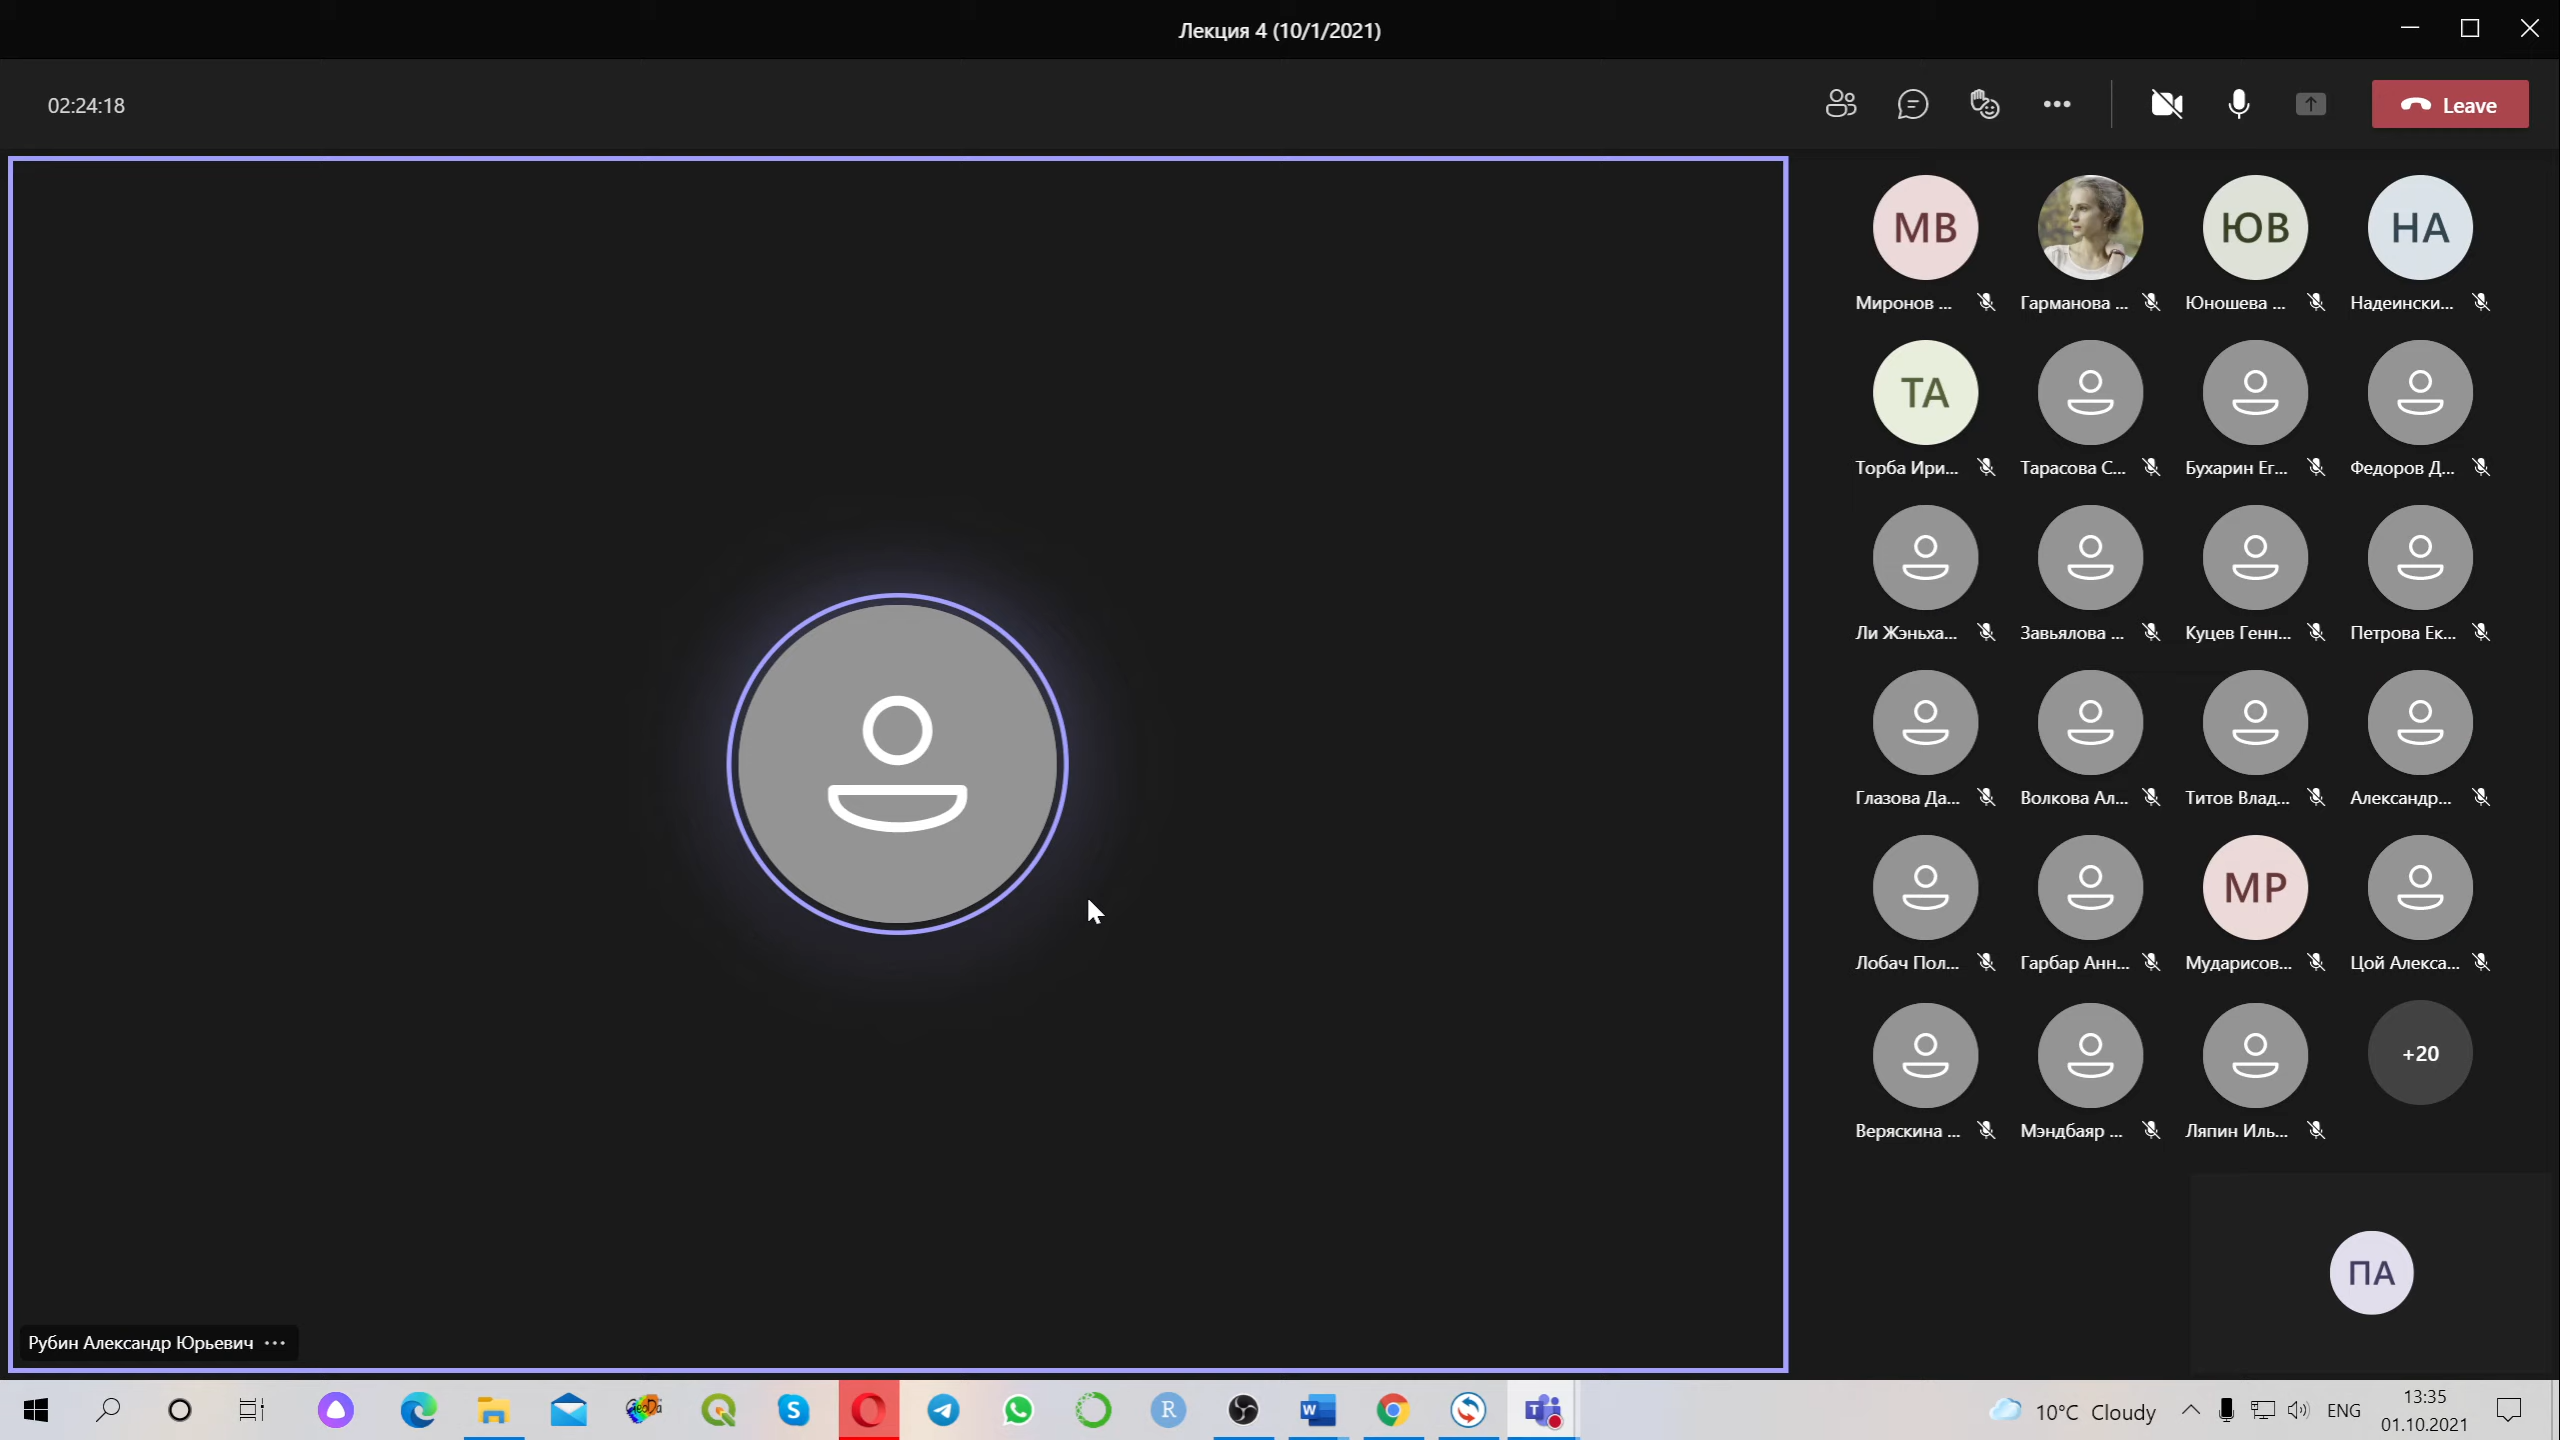 Лекция 4 (10/1/2021)
02:24:18
Leave
МВ
ЮВ
НА
Миронов ...
Гарманова ...
Юношева ...
Надеински...
ТА
Торба Ири...
Тарасова С...
Бухарин Ег...
Федоров Д...
Ли Жэньха...
Завьялова ...
Куцев Генн...
Петрова Ек...
Глазова Да...
Волкова Ал...
Титов Влад...
Александр...
МР
Лобач Пол...
Гарбар Анн...
Мударисов...
Цой Алекса...
+20
Веряскина ...
Мэндбаяр ...
Ляпин Иль...
ПА
Рубин Александр Юрьевич
GeoDa
10°C Cloudy
ENG
13:35
01.10.2021